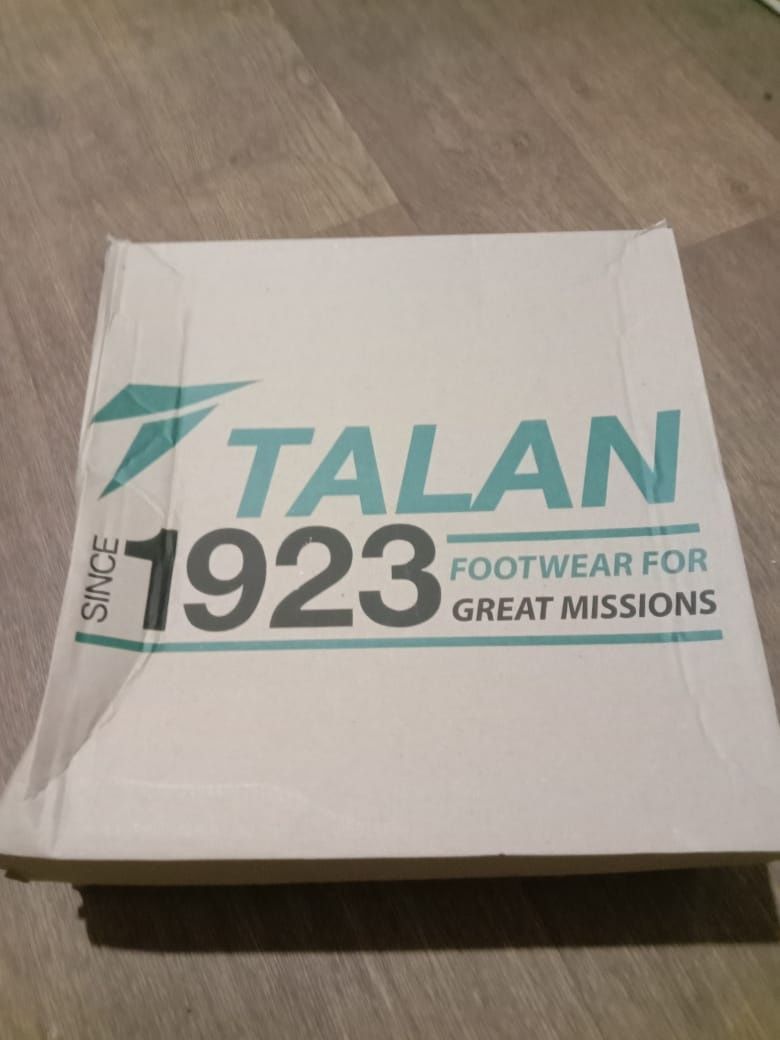 TALAN
SINCE 1923
FOOTWEAR FOR
GREAT MISSIONS